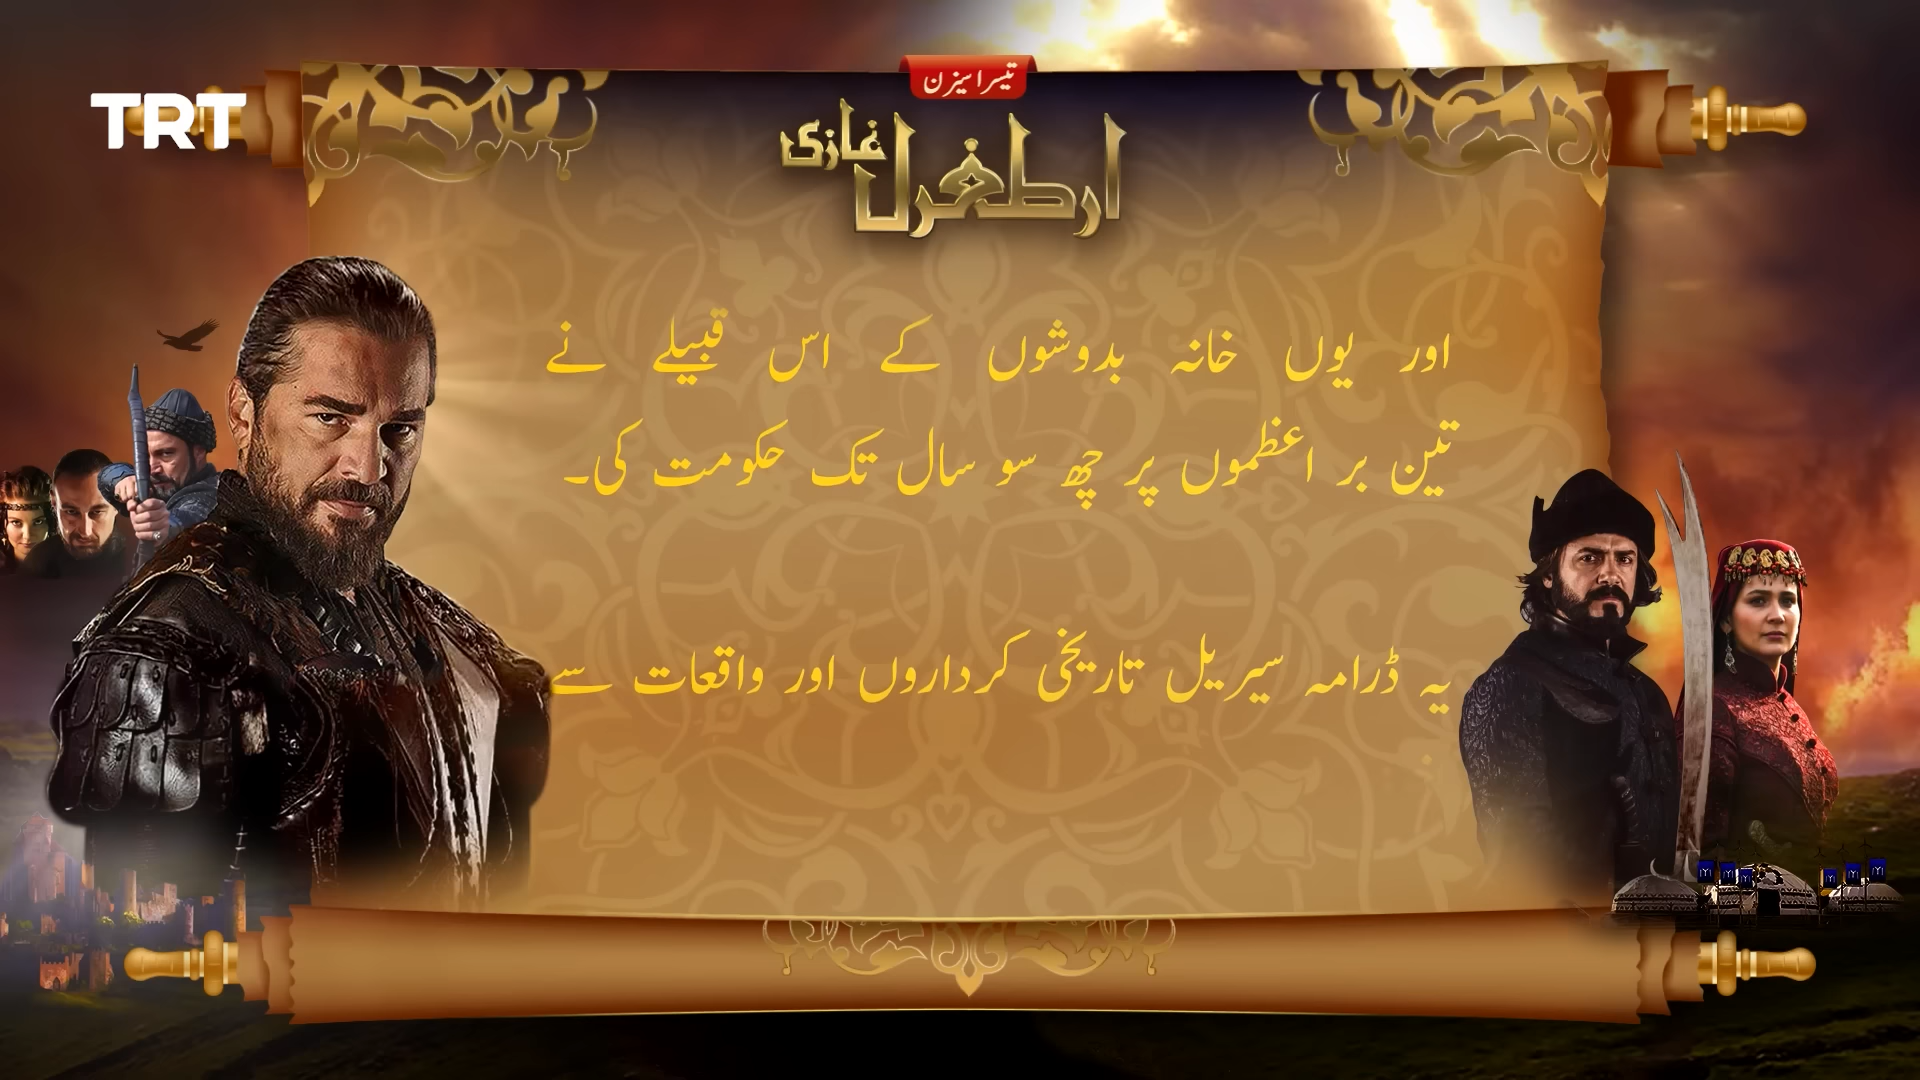 TRT
تیسرا سیزن
ارطغرل غازی
اور یوں خانہ بدوشوں کے اس قبیلے نے
تین بر اعظموں پر چھ سو سال تک حکومت کی۔
یہ ڈرامہ سیریل تاریخی کرداروں اور واقعات سے